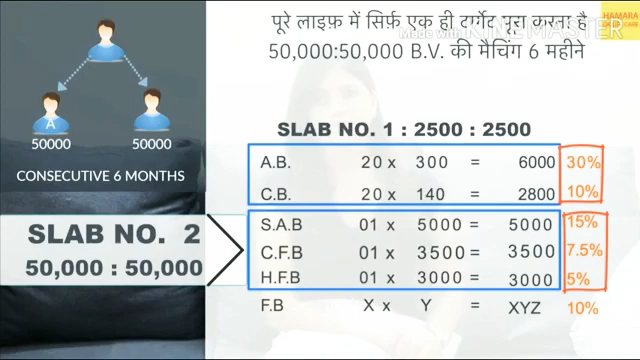 पूरे लाइफ में सिर्फ़ एक ही टार्गेट पूरा करना है
50,000:50,000 B.V. की मैचिंग 6 महीने
HAMARA
Made with KINEMASTER
A
50000 50000
CONSECUTIVE 6 MONTHS
SLAB NO. 2
50,000 : 50,000
SLAB NO. 1 : 2500 : 2500
A.B. 20 x 300 = 6000 30%
C.B. 20 x 140 = 2800 10%
S.A.B 01 x 5000 = 5000 15%
C.F.B 01 x 3500 = 3500 7.5%
H.F.B 01 x 3000 = 3000 5%
F.B X x Y = XYZ 10%